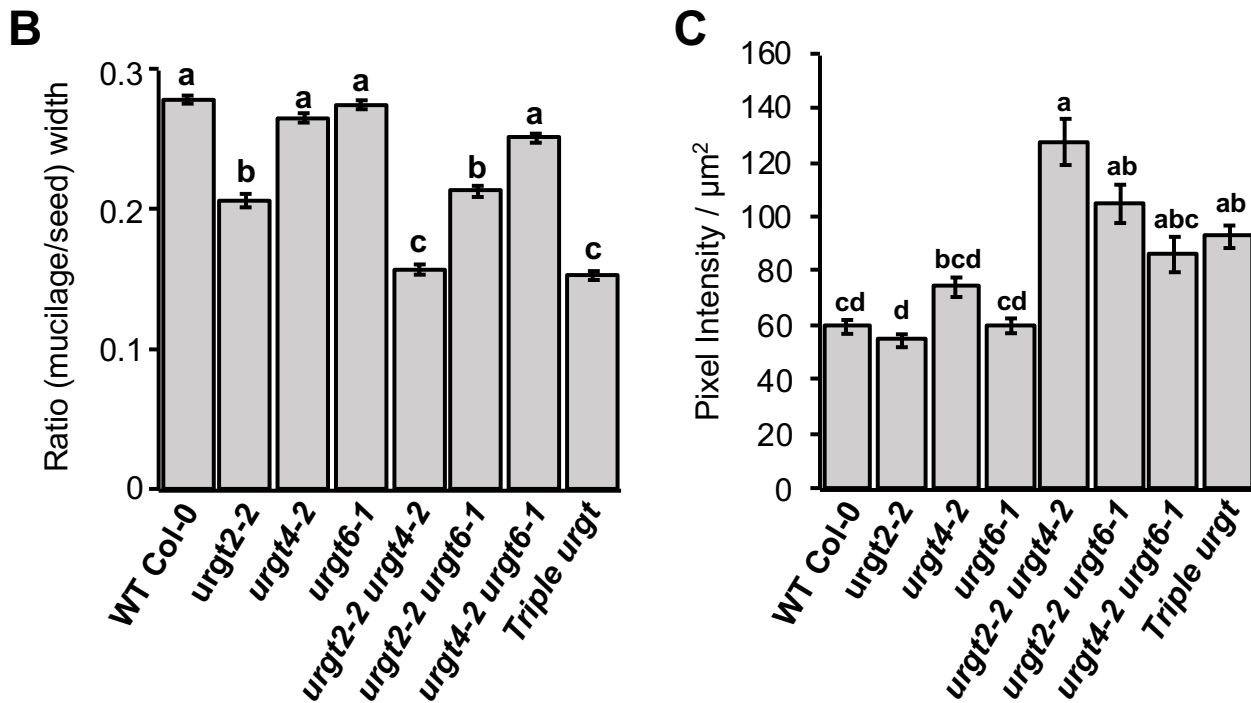 B
Ratio (mucilage/seed) width
0.3
0.2
0.1
0
a
b
a
a
c
b
a
c
WT Col-0
urgt2-2
urgt4-2
urgt6-1
urgt2-2 urgt4-2
urgt2-2 urgt6-1
urgt4-2 urgt6-1
Triple urgt
C
Pixel Intensity / µm²
160
140
120
100
80
60
40
20
0
cd
d
bcd
cd
a
ab
abc
ab
WT Col-0
urgt2-2
urgt4-2
urgt6-1
urgt2-2 urgt4-2
urgt2-2 urgt6-1
urgt4-2 urgt6-1
Triple urgt